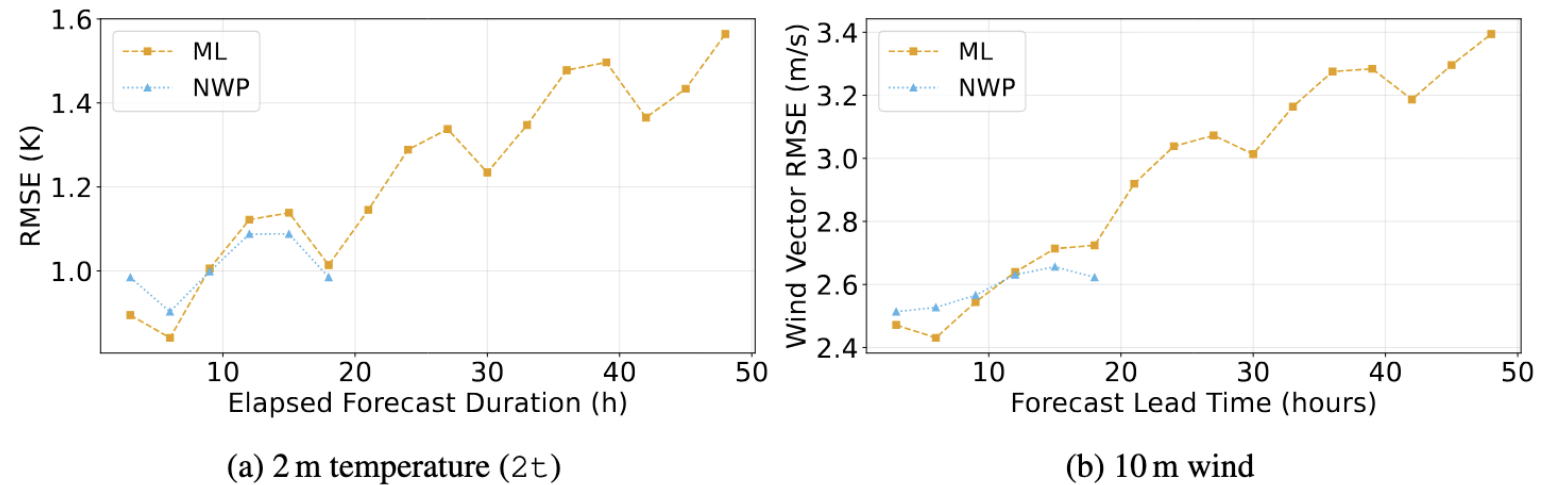 1.6
1.4
1.2
1.0
RMSE (K)
ML
NWP
10 20 30 40 50
Elapsed Forecast Duration (h)
(a) 2 m temperature (2t)
3.4
3.2
3.0
2.8
2.6
2.4
Wind Vector RMSE (m/s)
ML
NWP
10 20 30 40 50
Forecast Lead Time (hours)
(b) 10 m wind